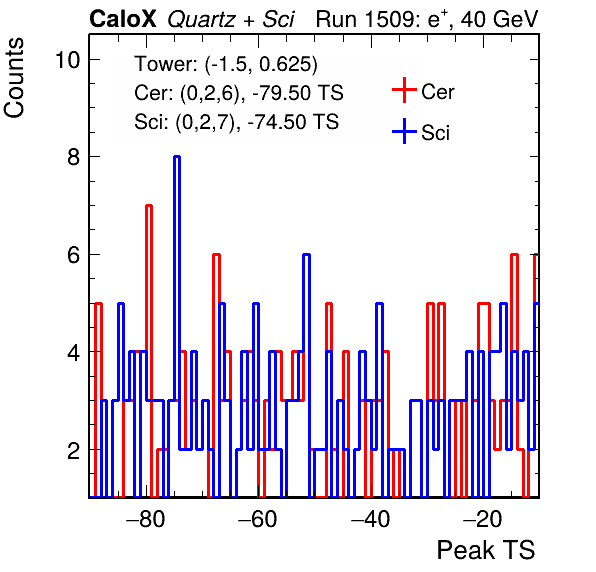 CaloX Quartz + Sci Run 1509: e+, 40 GeV
Counts
Tower: (-1.5, 0.625)
Cer: (0,2,6), -79.50 TS
Sci: (0,2,7), -74.50 TS
Cer
Sci
10
8
6
4
2
−80 −60 −40 −20
Peak TS